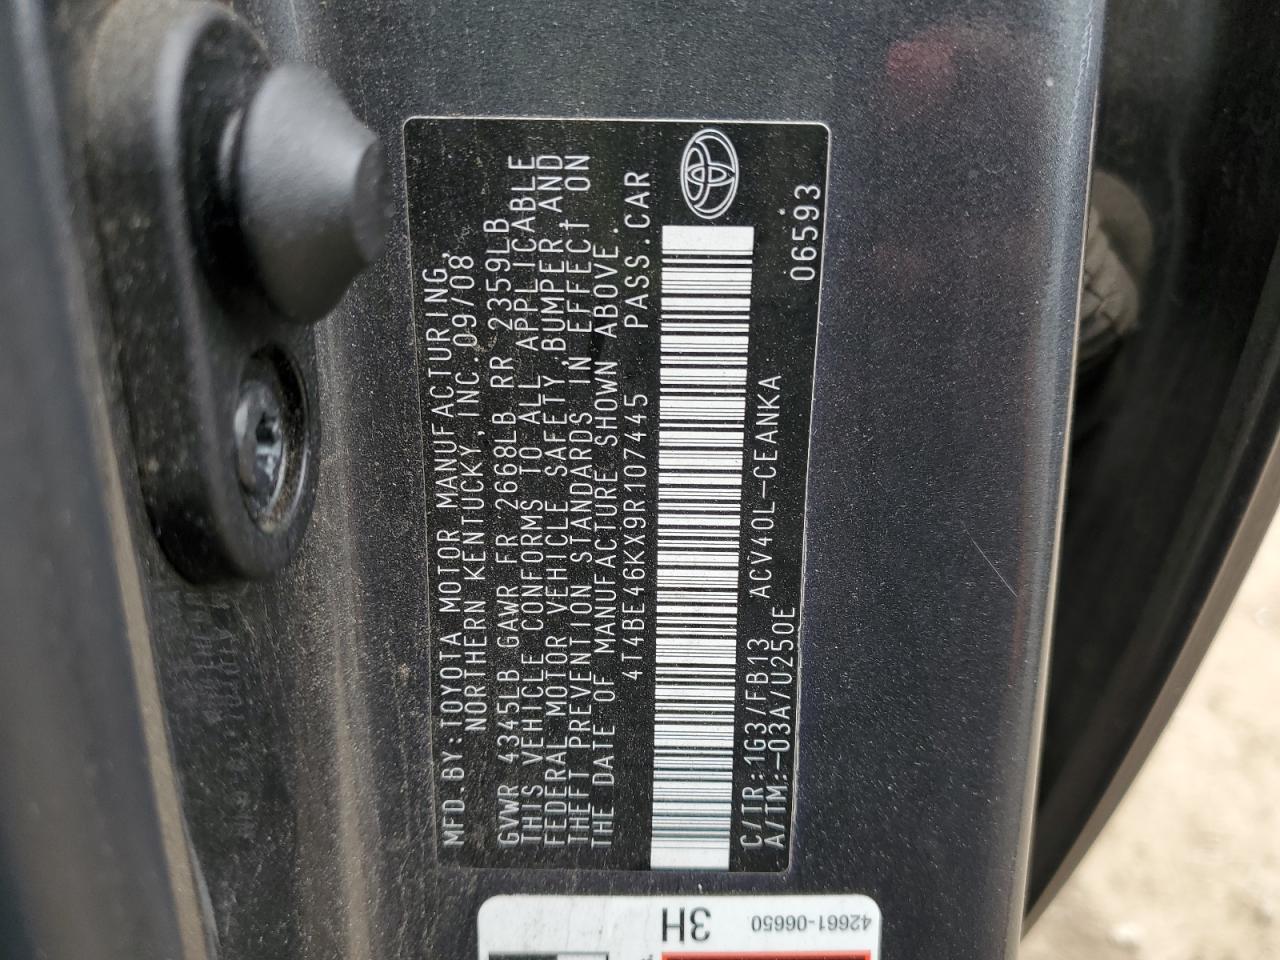 MFD.BY:TOYOTA MOTOR MANUFACTURING,
NORTHERN KENTUCKY,INC.09/08
GVWR 4345LB GAWR FR 2668LB RR 2359LB
THIS VEHICLE CONFORMS TO ALL APPLICABLE
FEDERAL MOTOR VEHICLE SAFETY,BUMPER,AND
THEFT PREVENTION STANDARDS IN EFFECT ON
THE DATE OF MANUFACTURE SHOWN ABOVE.
4T4BE46KX9R107445 PASS.CAR
C/TR:1G3/FB13 ACV40L-CEANKA
A/TM:-03A/U250E 06593
3H
42661-06650